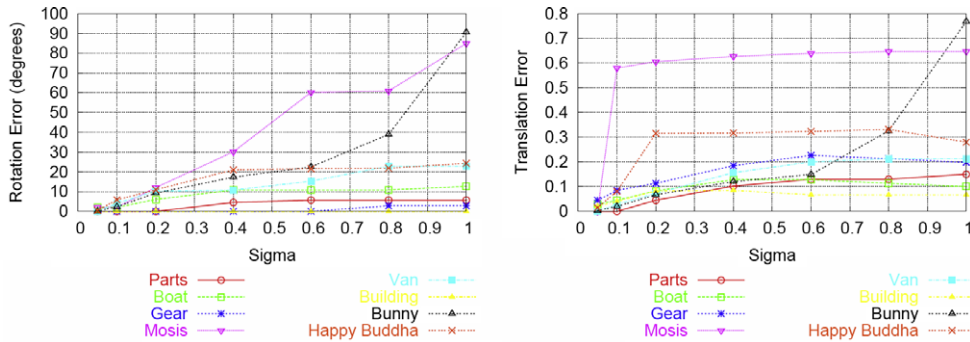 100
90
80
70
60
50
40
30
20
10
0
Rotation Error (degrees)
0 0.1 0.2 0.3 0.4 0.5 0.6 0.7 0.8 0.9 1
Sigma
Parts Van
Boat Building
Gear Bunny
Mosis Happy Buddha
0.8
0.7
0.6
0.5
0.4
0.3
0.2
0.1
0
Translation Error
0 0.1 0.2 0.3 0.4 0.5 0.6 0.7 0.8 0.9 1
Sigma
Parts Van
Boat Building
Gear Bunny
Mosis Happy Buddha